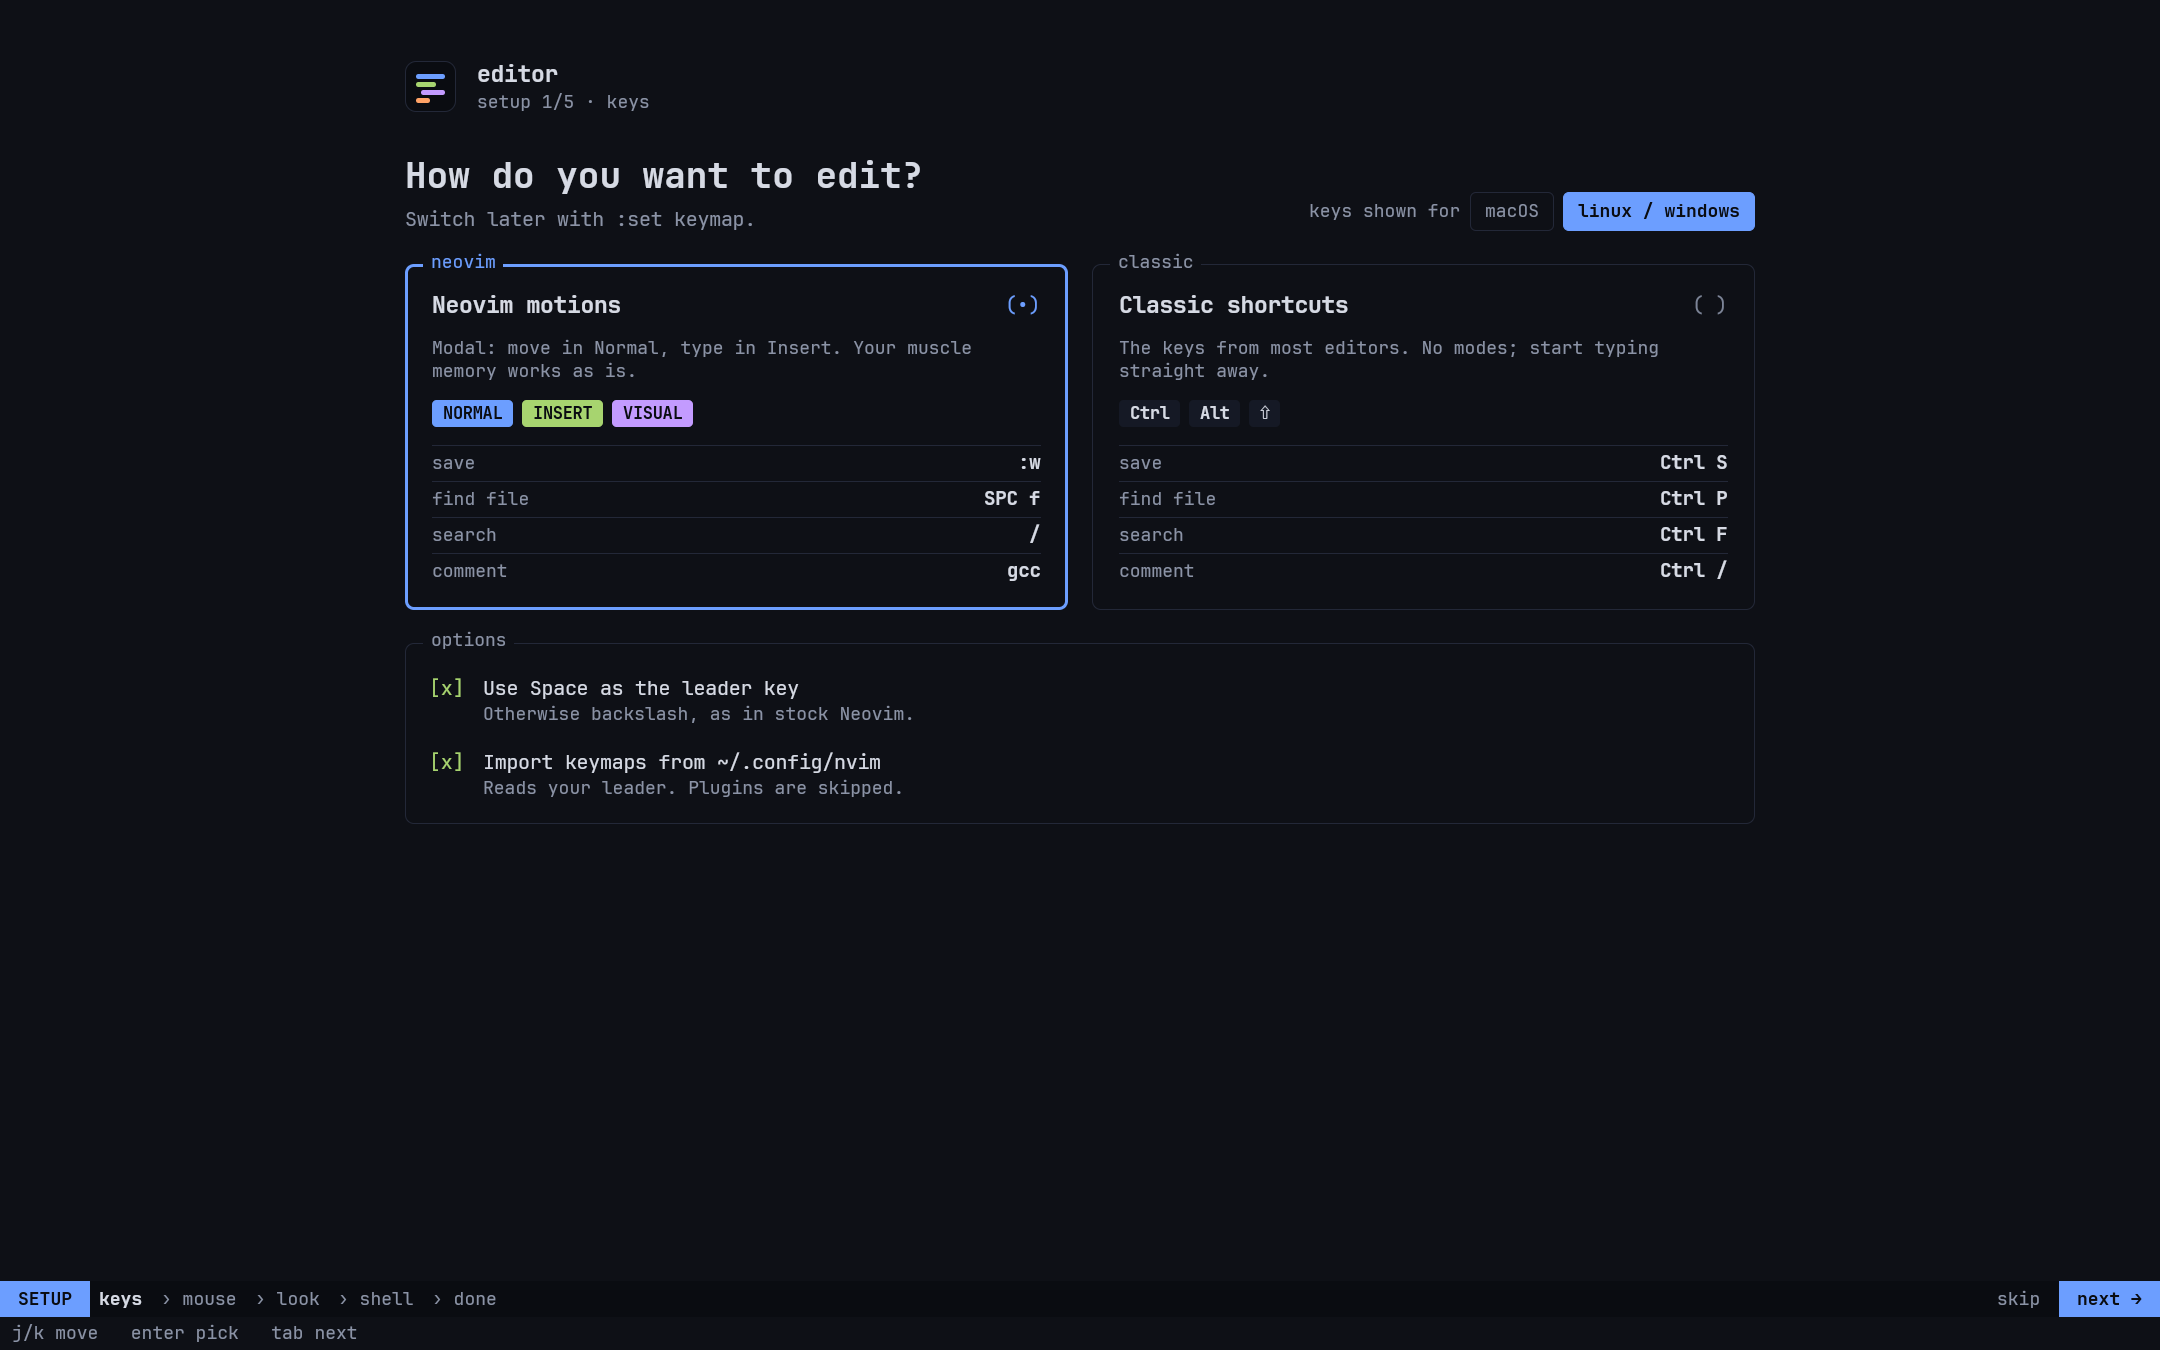 editor
setup 1/5 · keys
How do you want to edit?
Switch later with :set keymap.
keys shown for macOS linux / windows
neovim
Neovim motions (•)
Modal: move in Normal, type in Insert. Your muscle
memory works as is.
NORMAL INSERT VISUAL
save :w
find file SPC f
search /
comment gcc
classic
Classic shortcuts ( )
The keys from most editors. No modes; start typing
straight away.
Ctrl Alt ⇧
save Ctrl S
find file Ctrl P
search Ctrl F
comment Ctrl /
options
[x] Use Space as the leader key
Otherwise backslash, as in stock Neovim.
[x] Import keymaps from ~/.config/nvim
Reads your leader. Plugins are skipped.
SETUP keys › mouse › look › shell › done skip next →
j/k move enter pick tab next